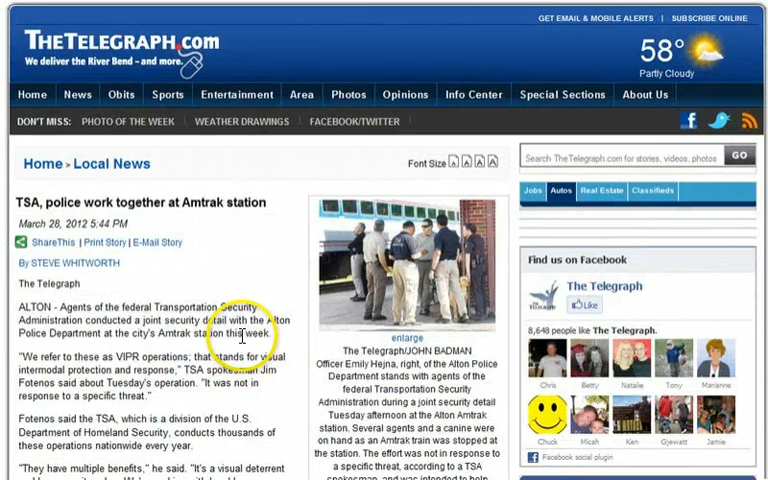 GET EMAIL & MOBILE ALERTS | SUBSCRIBE ONLINE
THETELEGRAPH.com
We deliver the River Bend – and more.
58°
Partly Cloudy
Home News Obits Sports Entertainment Area Photos Opinions Info Center Special Sections About Us
DON'T MISS: PHOTO OF THE WEEK WEATHER DRAWINGS FACEBOOK/TWITTER
Home > Local News
Font Size A A A A
Search TheTelegraph.com for stories, videos, photos GO
Jobs Autos Real Estate Classifieds
TSA, police work together at Amtrak station
March 28, 2012 5:44 PM
ShareThis | Print Story | E-Mail Story
By STEVE WHITWORTH
The Telegraph
ALTON - Agents of the federal Transportation Security
Administration conducted a joint security detail with the Alton
Police Department at the city's Amtrak station this week.
"We refer to these as VIPR operations; that stands for visual
intermodal protection and response," TSA spokesman Jim
Fotenos said about Tuesday's operation. "It was not in
response to a specific threat."
Fotenos said the TSA, which is a division of the U.S.
Department of Homeland Security, conducts thousands of
these operations nationwide every year.
"They have multiple benefits," he said. "It's a visual deterrent
enlarge
The Telegraph/JOHN BADMAN
Officer Emily Hejna, right, of the Alton Police
Department stands with agents of the
federal Transportation Security
Administration during a joint security detail
Tuesday afternoon at the Alton Amtrak
station. Several agents and a canine were
on hand as an Amtrak train was stopped at
the station. The effort was not in response to
a specific threat, according to a TSA
spokesman, and was intended to help
Find us on Facebook
The Telegraph
Like
8,648 people like The Telegraph.
Chris Betty Natalie Tony Marianne
Chuck Micah Ken Gjewatt Jamie
Facebook social plugin